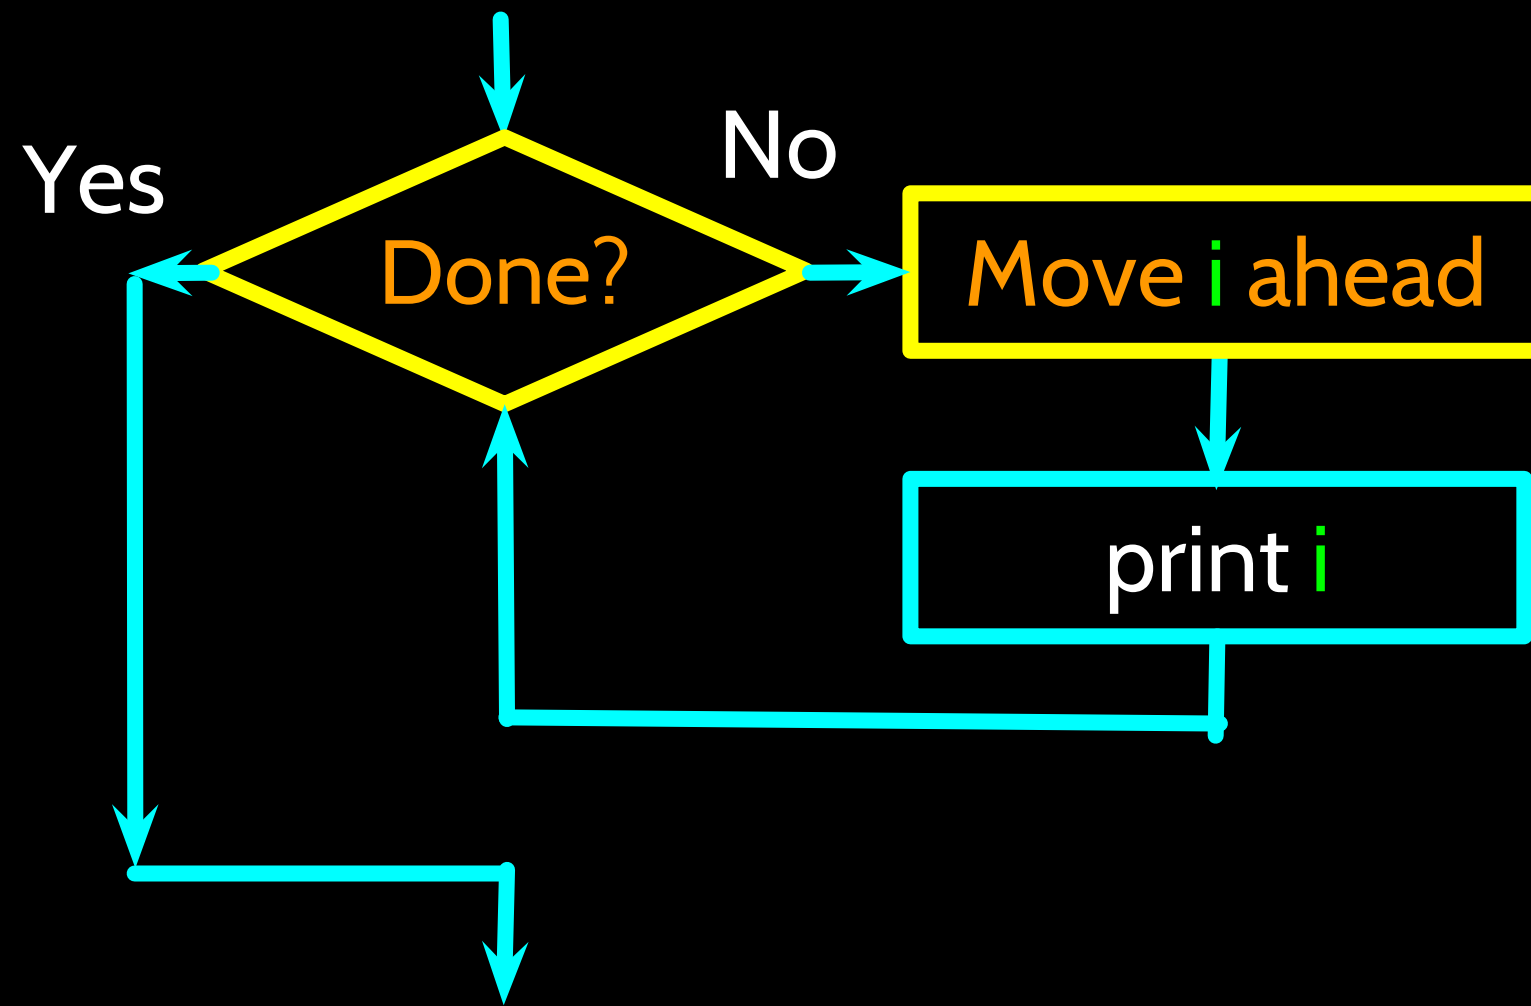 Yes
No
Done?
Move i ahead
print i